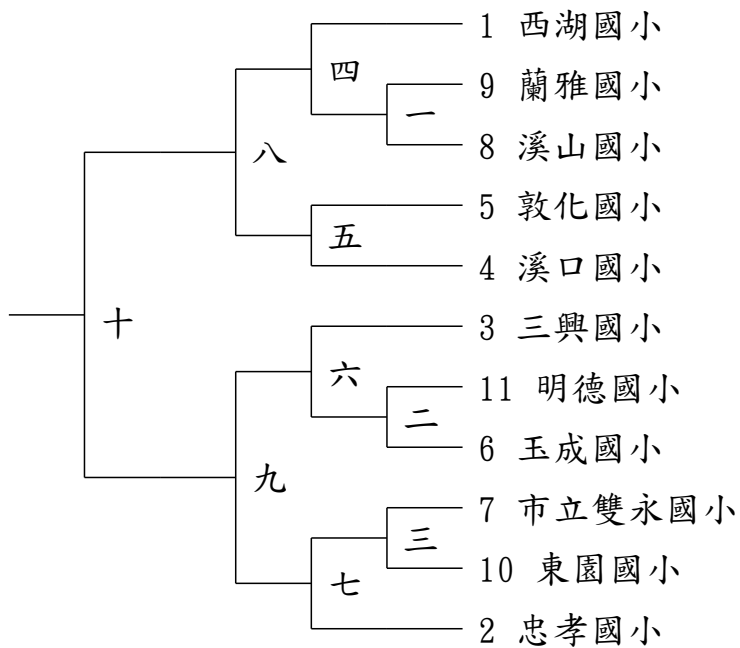 1 西湖國小
四
9 蘭雅國小
一
8 溪山國小
八
5 敦化國小
五
4 溪口國小
十
3 三興國小
六
11 明德國小
二
6 玉成國小
九
7 市立雙永國小
三
10 東園國小
七
2 忠孝國小